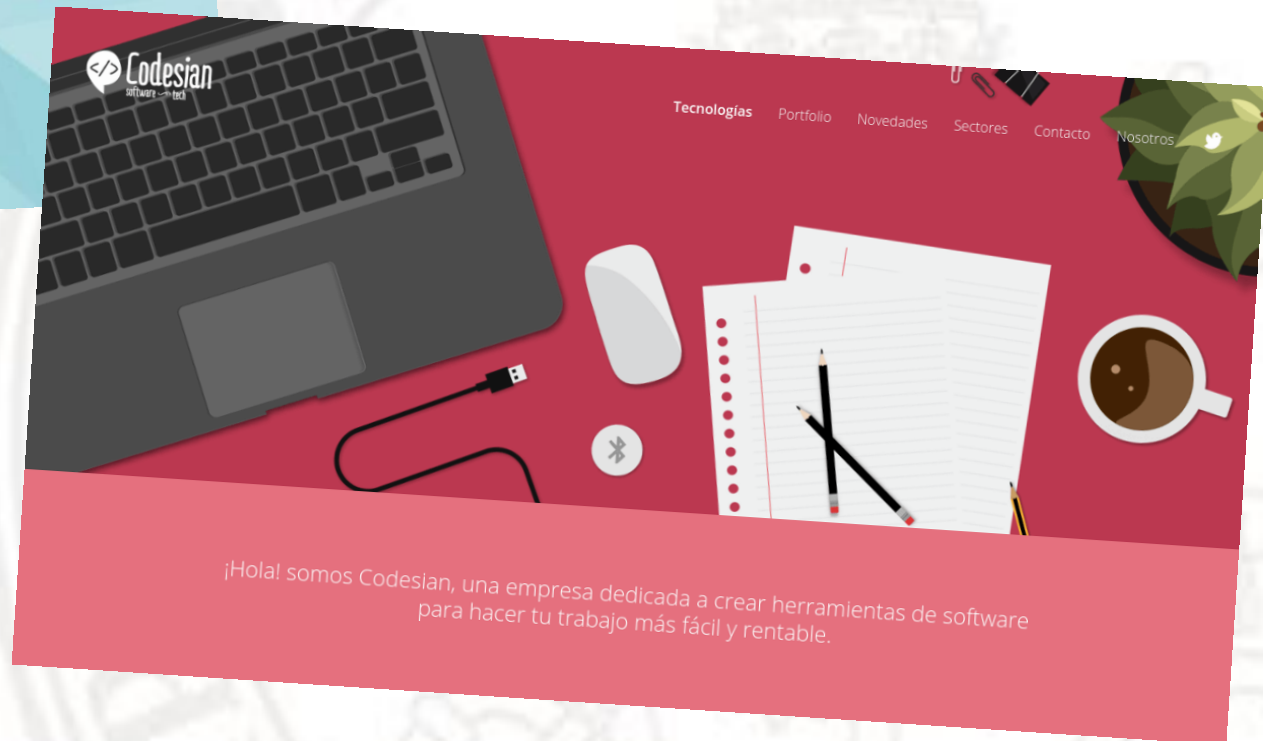 Codesian
software tech
Tecnologías Portfolio Novedades Sectores Contacto Nosotros
¡Hola! somos Codesian, una empresa dedicada a crear herramientas de software
para hacer tu trabajo más fácil y rentable.